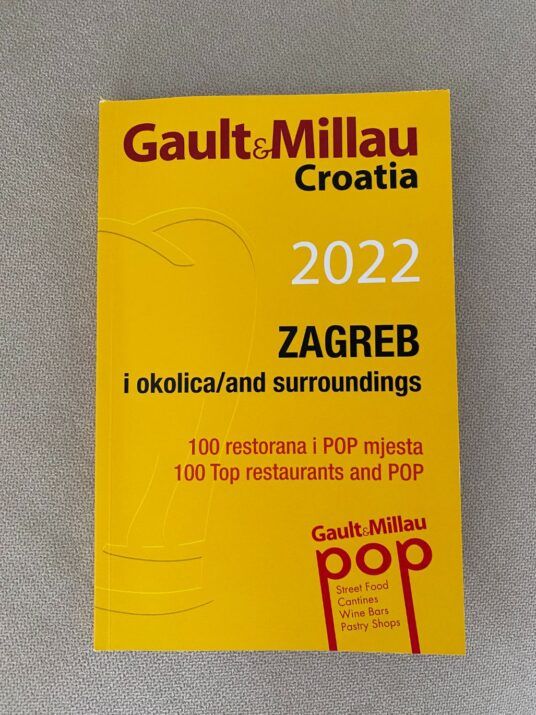 Gault&Millau
Croatia
2022
ZAGREB
i okolica/and surroundings
100 restorana i POP mjesta
100 Top restaurants and POP
Gault&Millau
pop
Street Food
Cantines
Wine Bars
Pastry Shops